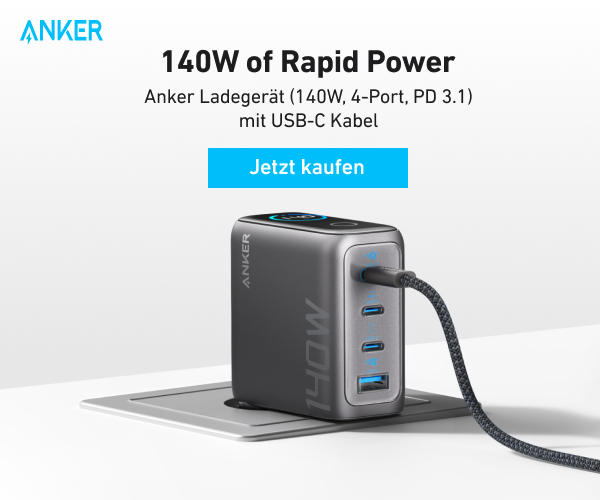 ANKER
140W of Rapid Power
Anker Ladegerät (140W, 4-Port, PD 3.1)
mit USB-C Kabel
Jetzt kaufen
ANKER
140W